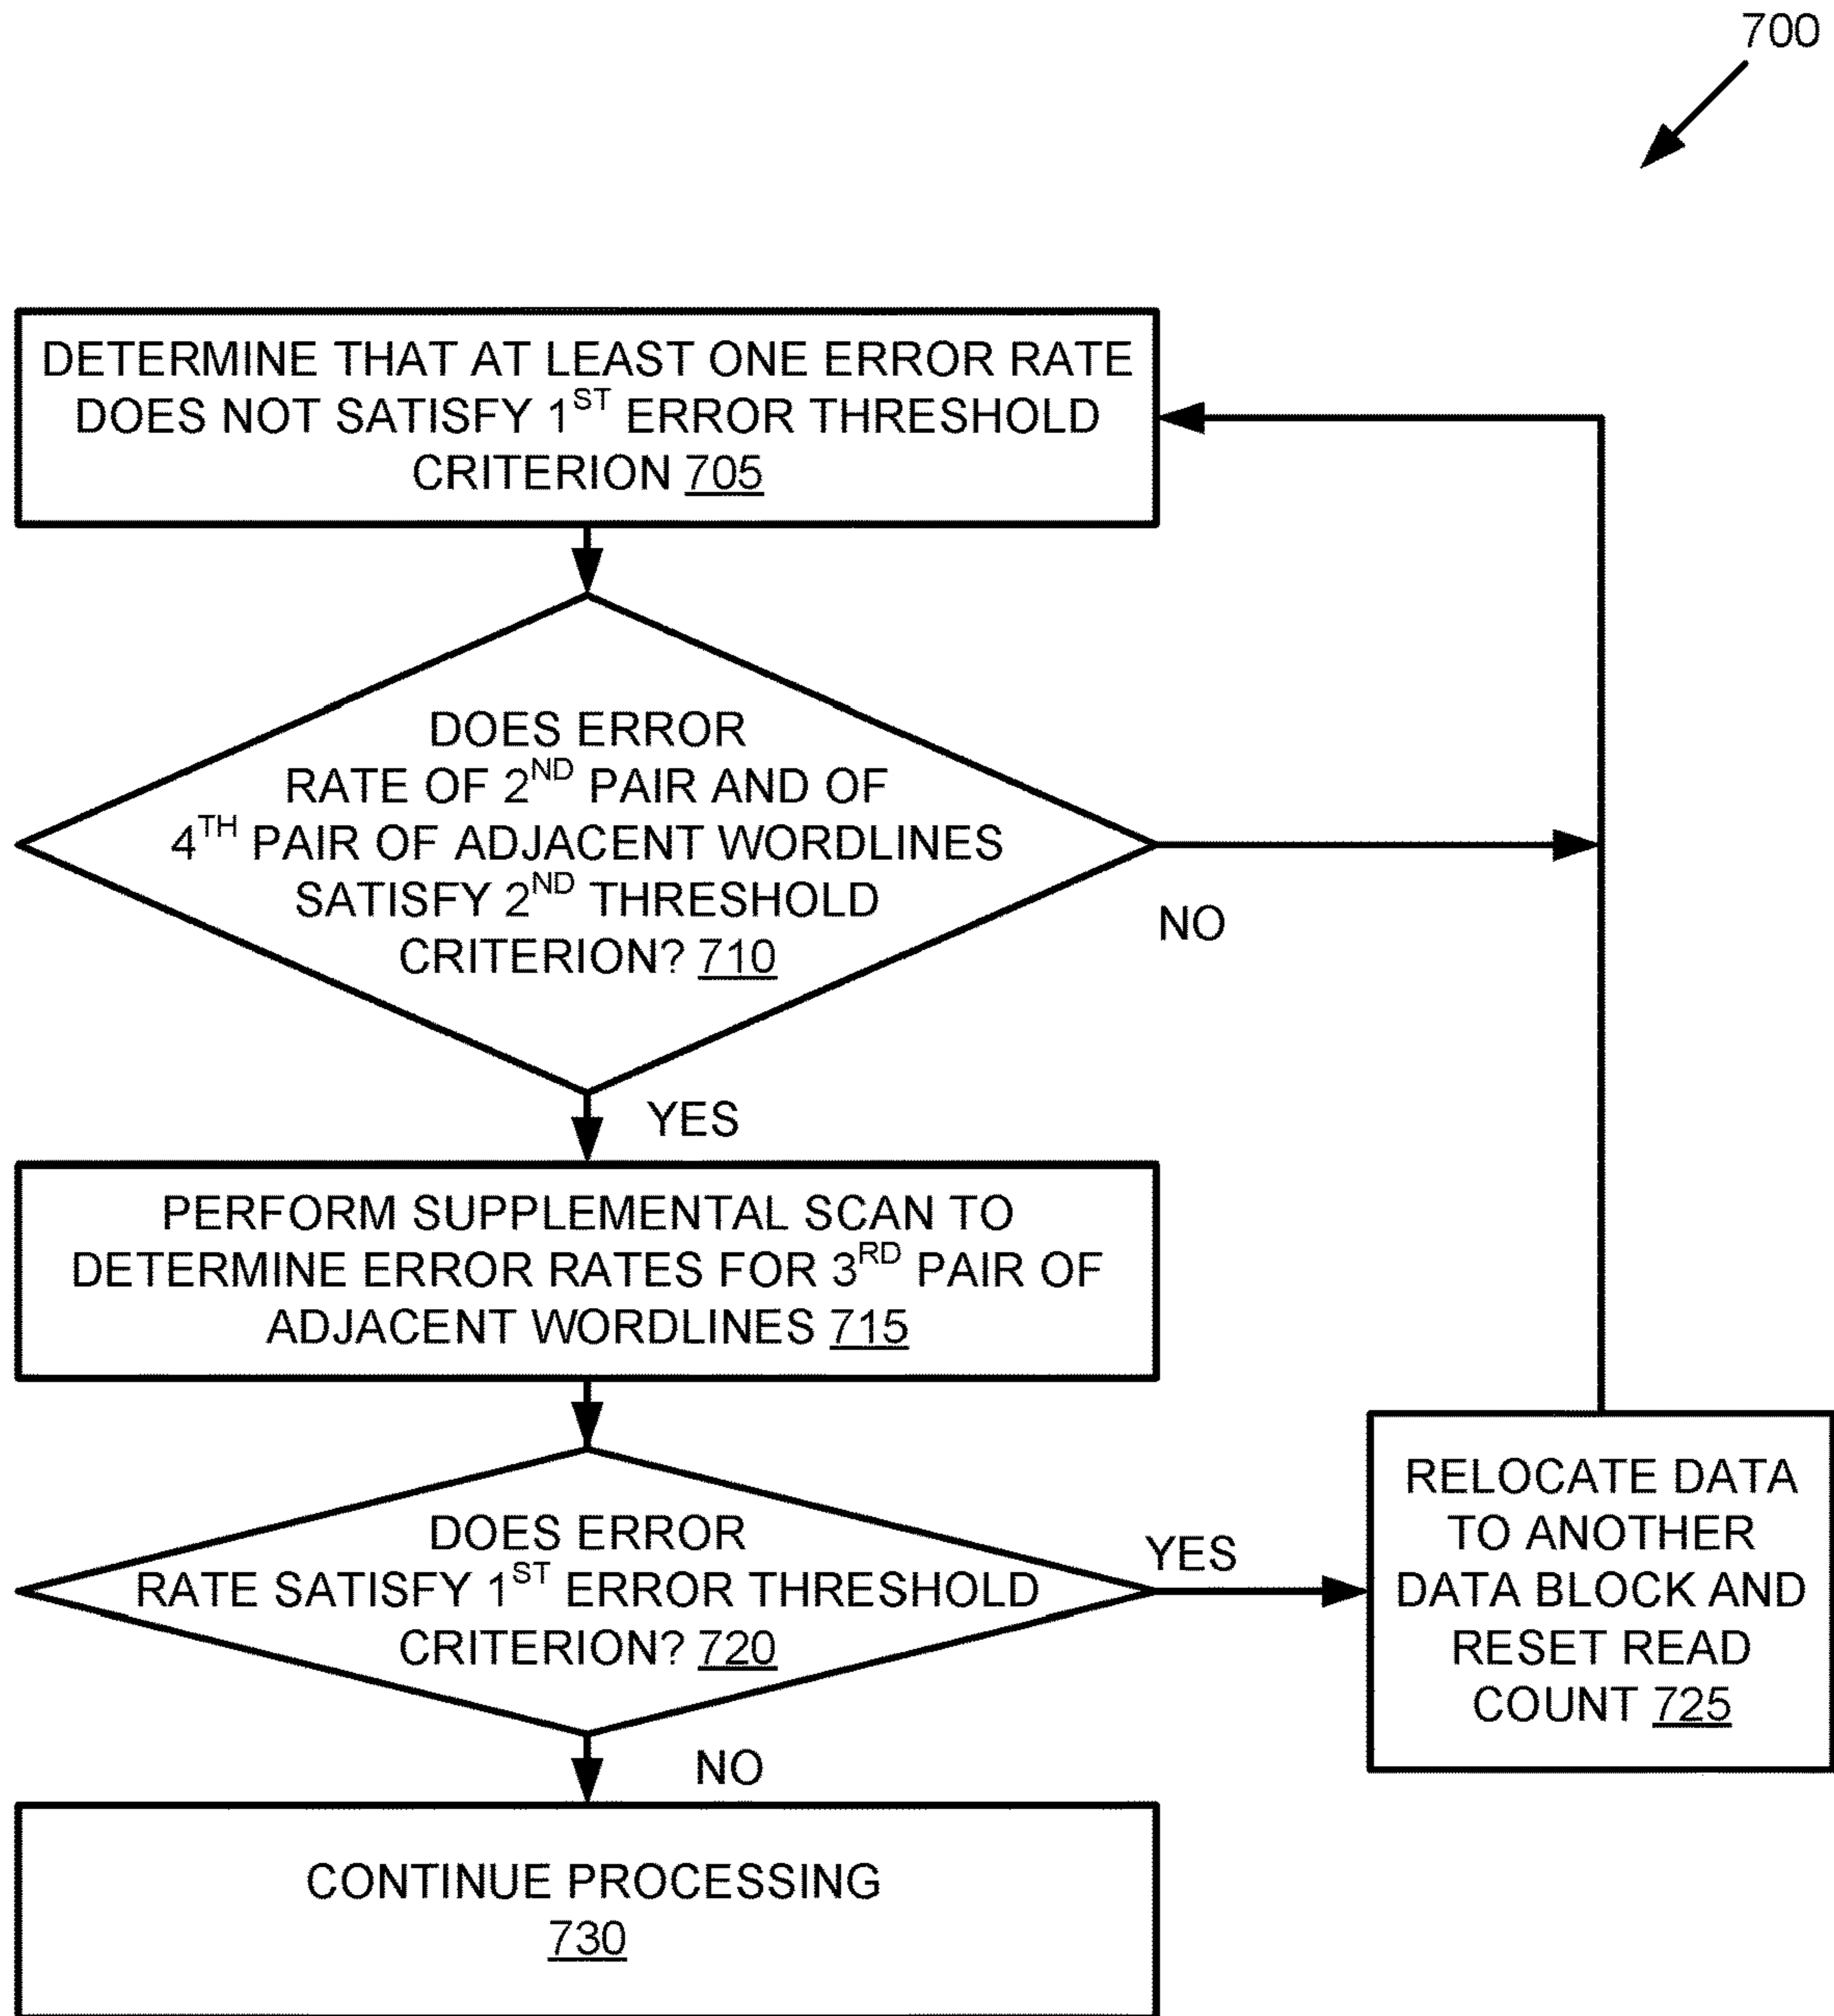 700
DETERMINE THAT AT LEAST ONE ERROR RATE
DOES NOT SATISFY 1ST ERROR THRESHOLD
CRITERION 705
DOES ERROR
RATE OF 2ND PAIR AND OF
4TH PAIR OF ADJACENT WORDLINES
SATISFY 2ND THRESHOLD
CRITERION? 710
NO
YES
PERFORM SUPPLEMENTAL SCAN TO
DETERMINE ERROR RATES FOR 3RD PAIR OF
ADJACENT WORDLINES 715
DOES ERROR
RATE SATISFY 1ST ERROR THRESHOLD
CRITERION? 720
YES
RELOCATE DATA
TO ANOTHER
DATA BLOCK AND
RESET READ
COUNT 725
NO
CONTINUE PROCESSING
730